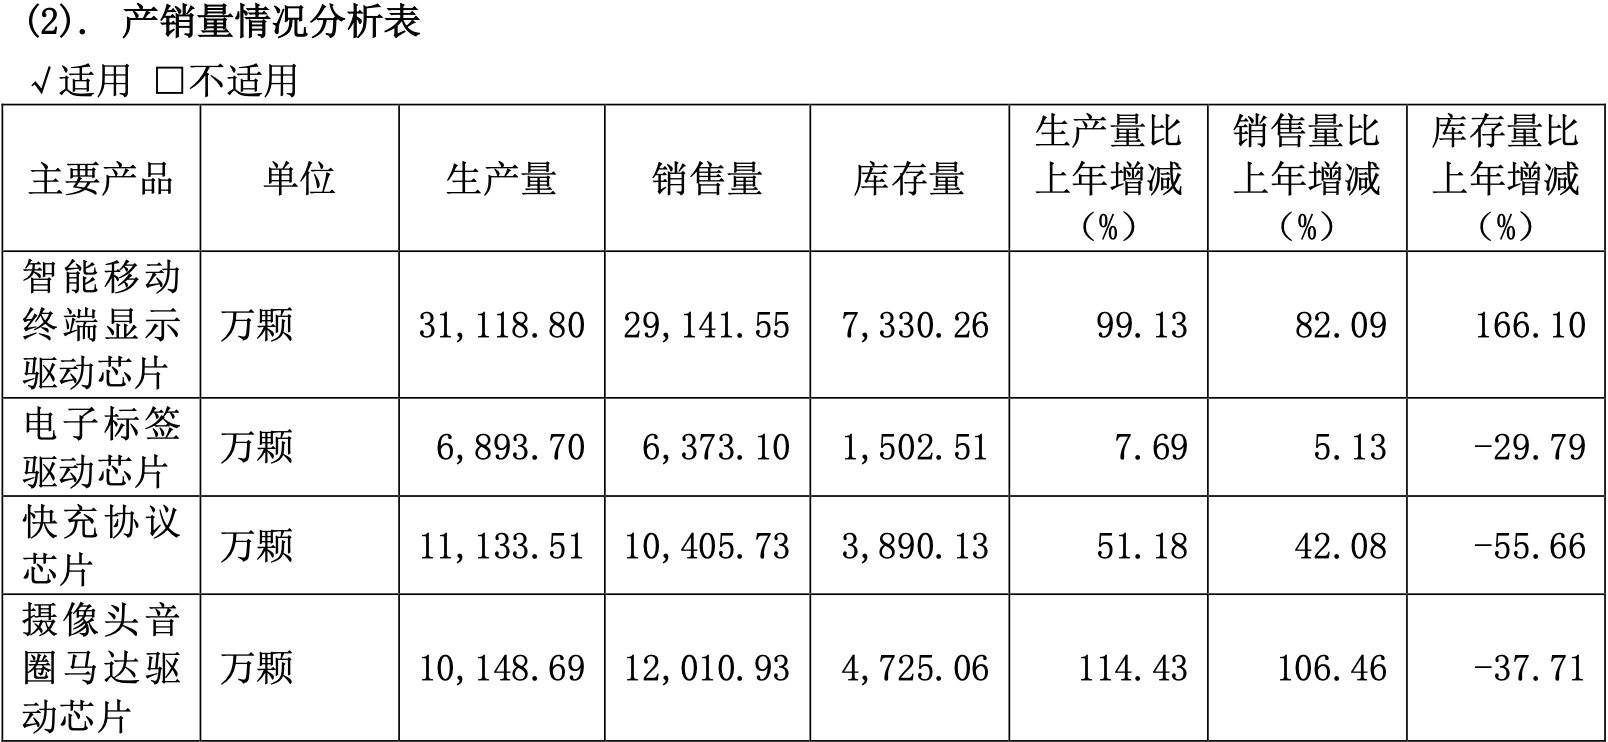 (2). 产销量情况分析表
√适用 □不适用
主要产品 单位 生产量 销售量 库存量 生产量比上年增减（%） 销售量比上年增减（%） 库存量比上年增减（%）
智能移动终端显示驱动芯片 万颗 31,118.80 29,141.55 7,330.26 99.13 82.09 166.10
电子标签驱动芯片 万颗 6,893.70 6,373.10 1,502.51 7.69 5.13 -29.79
快充协议芯片 万颗 11,133.51 10,405.73 3,890.13 51.18 42.08 -55.66
摄像头音圈马达驱动芯片 万颗 10,148.69 12,010.93 4,725.06 114.43 106.46 -37.71